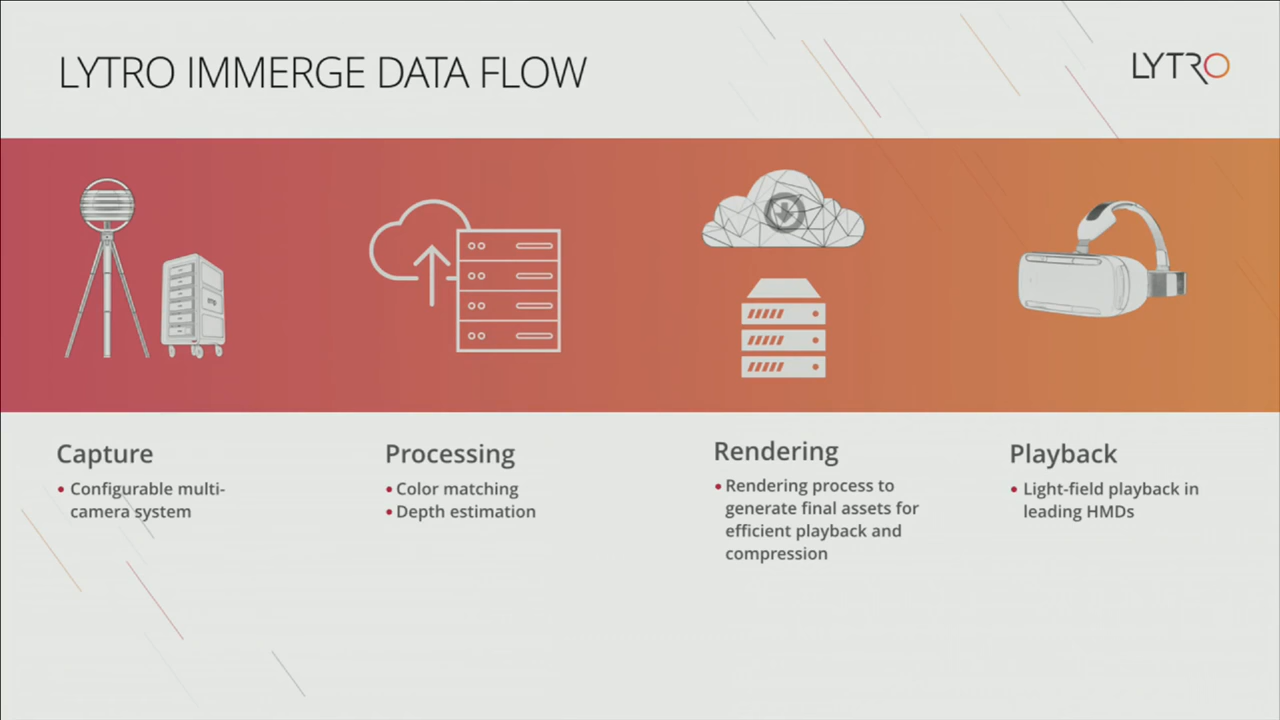 LYTRO IMMERGE DATA FLOW
LYTRO
Capture
• Configurable multi-
camera system
Processing
• Color matching
• Depth estimation
Rendering
• Rendering process to
generate final assets for
efficient playback and
compression
Playback
• Light-field playback in
leading HMDs